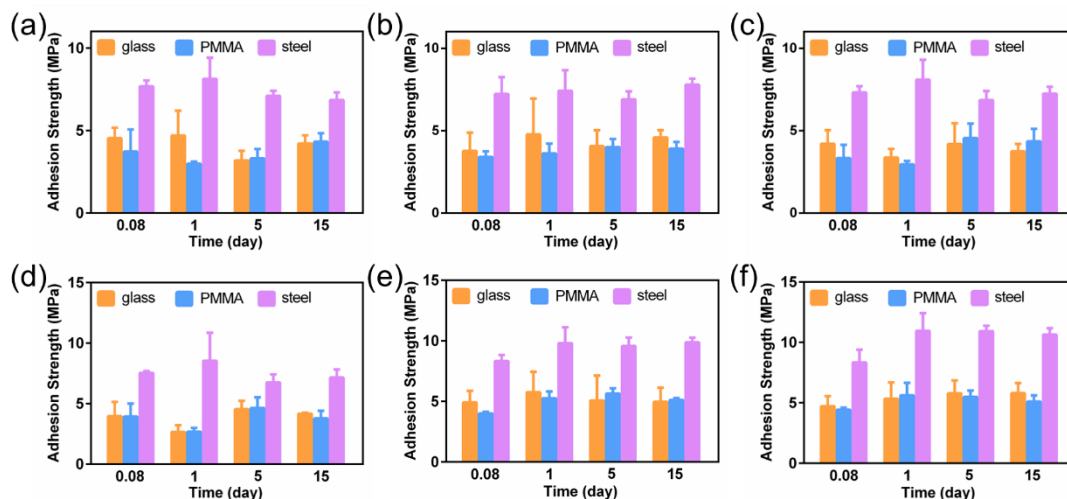 (a)
glass PMMA steel
Adhesion Strength (MPa)
10
5
0
0.08 1 5 15
Time (day)
(b)
glass PMMA steel
Adhesion Strength (MPa)
10
5
0
0.08 1 5 15
Time (day)
(c)
glass PMMA steel
Adhesion Strength (MPa)
10
5
0
0.08 1 5 15
Time (day)
(d)
glass PMMA steel
Adhesion Strength (MPa)
15
10
5
0
0.08 1 5 15
Time (day)
(e)
glass PMMA steel
Adhesion Strength (MPa)
15
10
5
0
0.08 1 5 15
Time (day)
(f)
glass PMMA steel
Adhesion Strength (MPa)
15
10
5
0
0.08 1 5 15
Time (day)